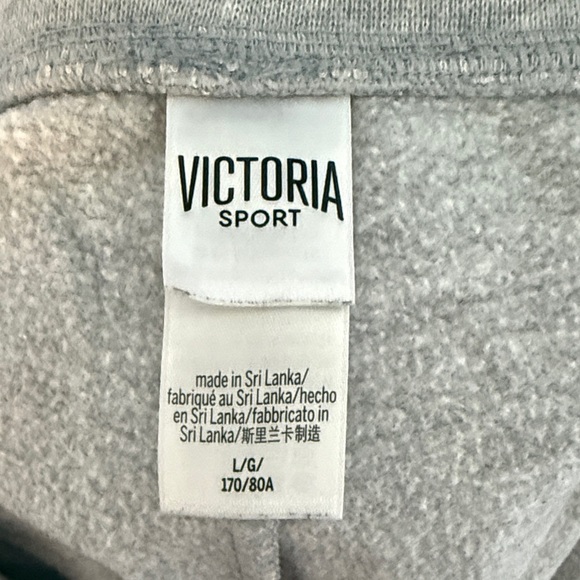 VICTORIA
SPORT
made in Sri Lanka/
fabriqué au Sri Lanka/hecho
en Sri Lanka/fabbricato in
Sri Lanka/斯里兰卡制造
L/G/
170/80A